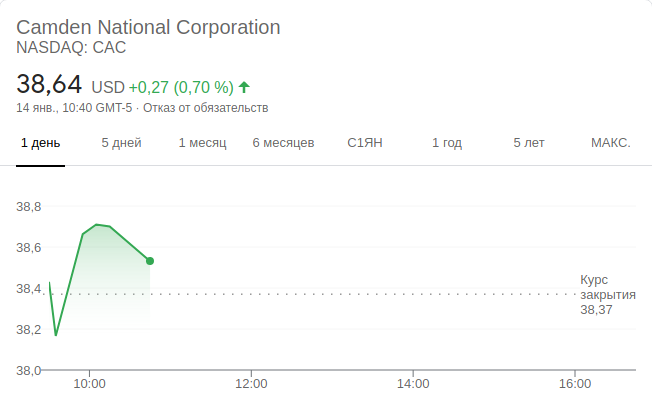 Camden National Corporation
NASDAQ: CAC
38,64 USD +0,27 (0,70 %)
14 янв., 10:40 GMT-5 · Отказ от обязательств
1 день 5 дней 1 месяц 6 месяцев С1ЯН 1 год 5 лет МАКС.
38,8
38,6
38,4
38,2
38,0
Курс
закрытия
38,37
10:00 12:00 14:00 16:00